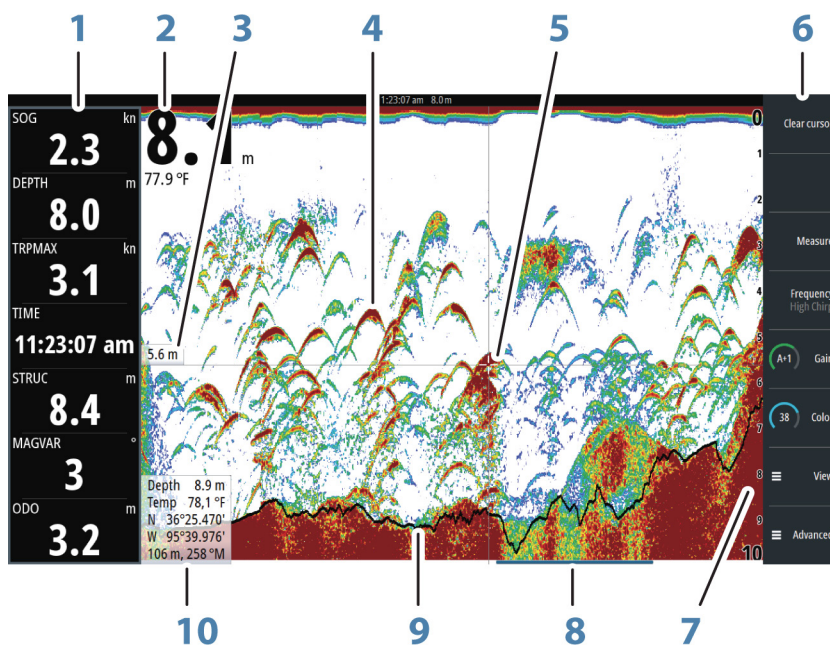 1 2 3 4 5 6
1:23:07 am 8.0 m
SOG kn
2.3
DEPTH m
8.0
TRPMAX kn
3.1
TIME
11:23:07 am
STRUC m
8.4
MAGVAR °
3
ODO m
3.2
8.1 m
77.9 °F
5.6 m
Depth 8.9 m
Temp 78,1 °F
N 36°25.470'
W 95°39.976'
106 m, 258 °M
0
1
2
3
4
5
6
7
8
9
10
Clear curso
Measure
Frequency
High Chirp
A+1 Gain
38 Colo
View
Advanced
10 9 8 7